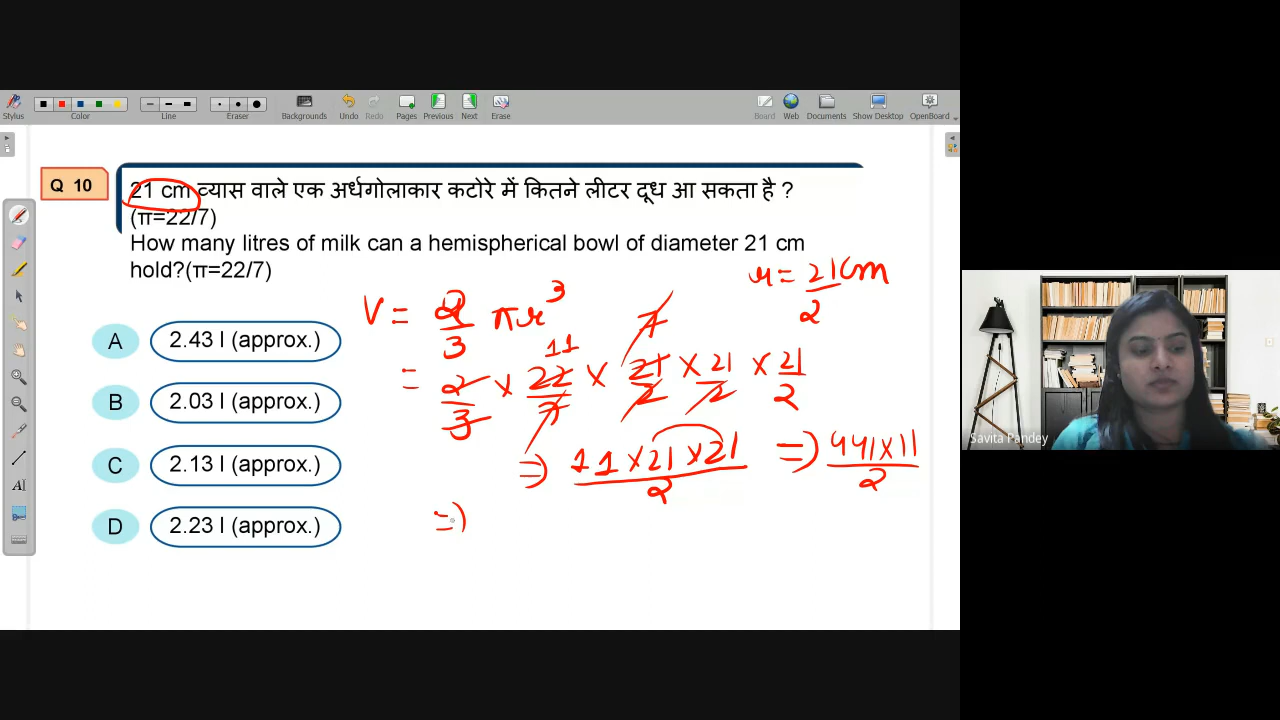 Stylus
Color
Line
Eraser
Backgrounds
Undo
Redo
Pages
Previous
Next
Erase
Board
Web
Documents
Show Desktop
OpenBoard
Q 10
21 cm व्यास वाले एक अर्धगोलाकार कटोरे में कितने लीटर दूध आ सकता है ?
(π=22/7)
How many litres of milk can a hemispherical bowl of diameter 21 cm
hold?(π=22/7)
r = 21/2 cm
V = 2/3 πr³
A 2.43 l (approx.)
= 2/3 × 22/7 × 21/2 × 21/2 × 21/2
11
1
B 2.03 l (approx.)
C 2.13 l (approx.)
=> 11×21×21/2 => 441×11/2
D 2.23 l (approx.)
=>
Savita Pandey